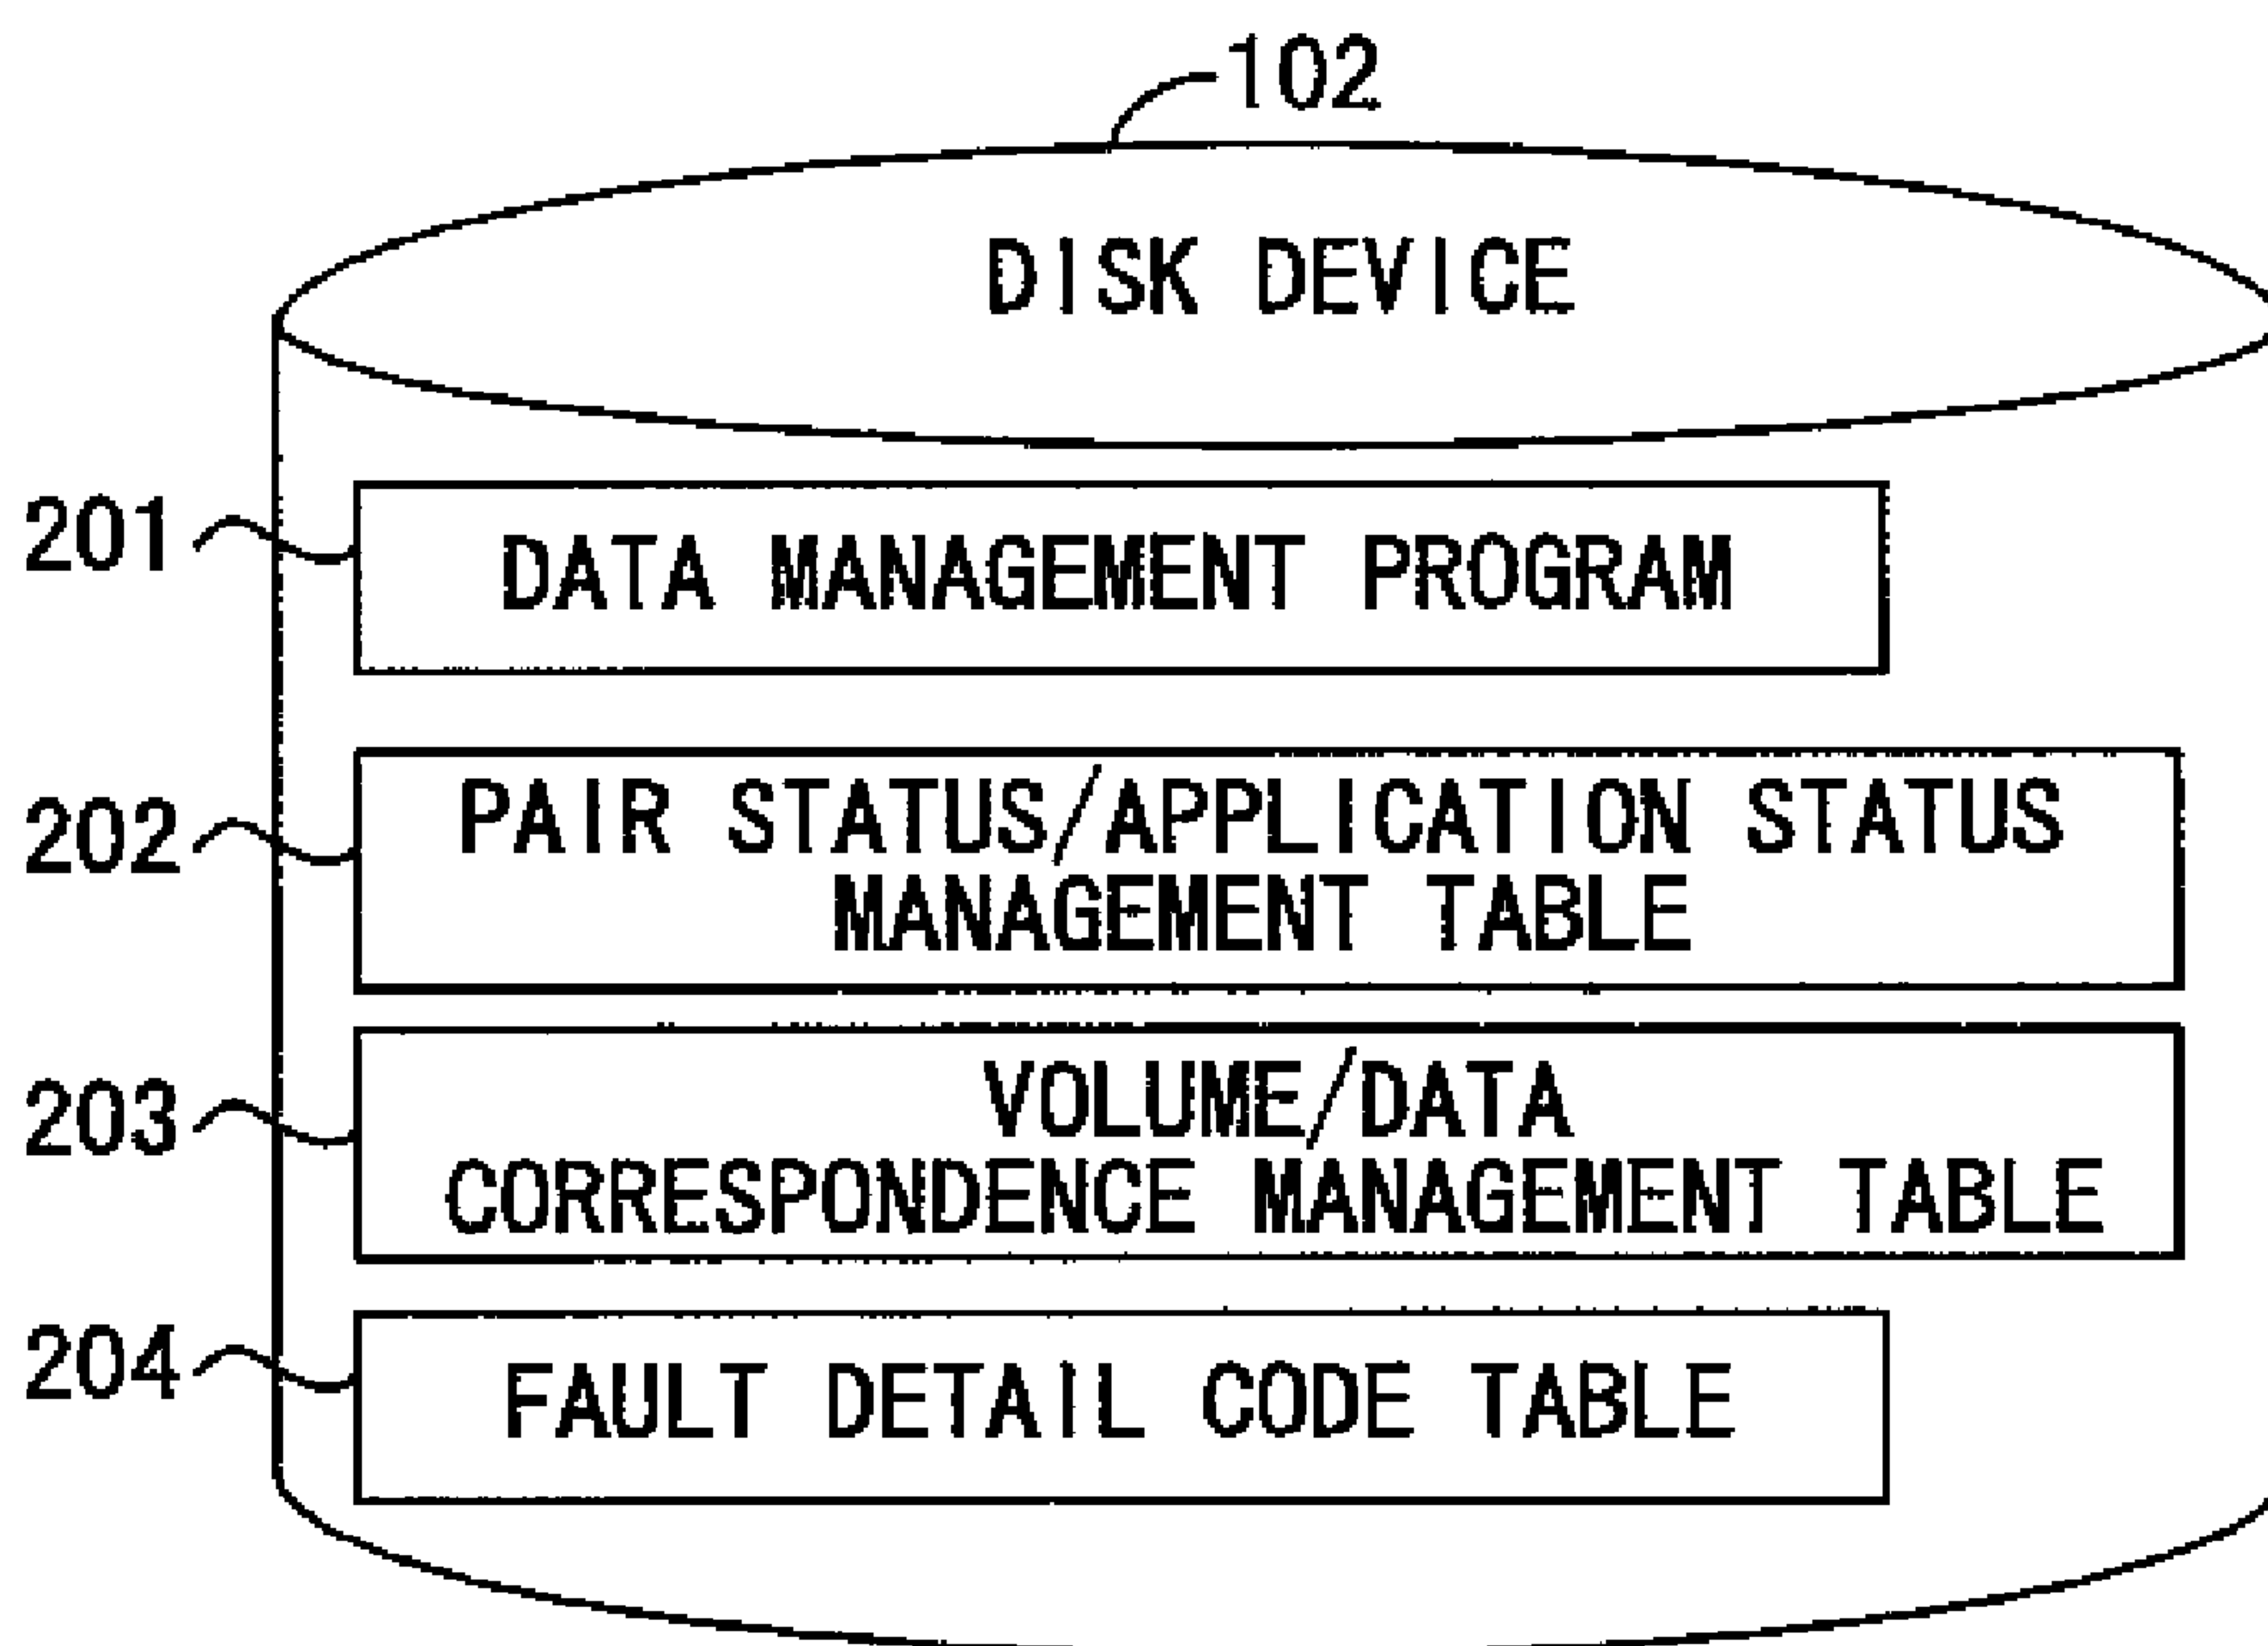 102
DISK DEVICE
201
DATA MANAGEMENT PROGRAM
202
PAIR STATUS/APPLICATION STATUS
MANAGEMENT TABLE
203
VOLUME/DATA
CORRESPONDENCE MANAGEMENT TABLE
204
FAULT DETAIL CODE TABLE